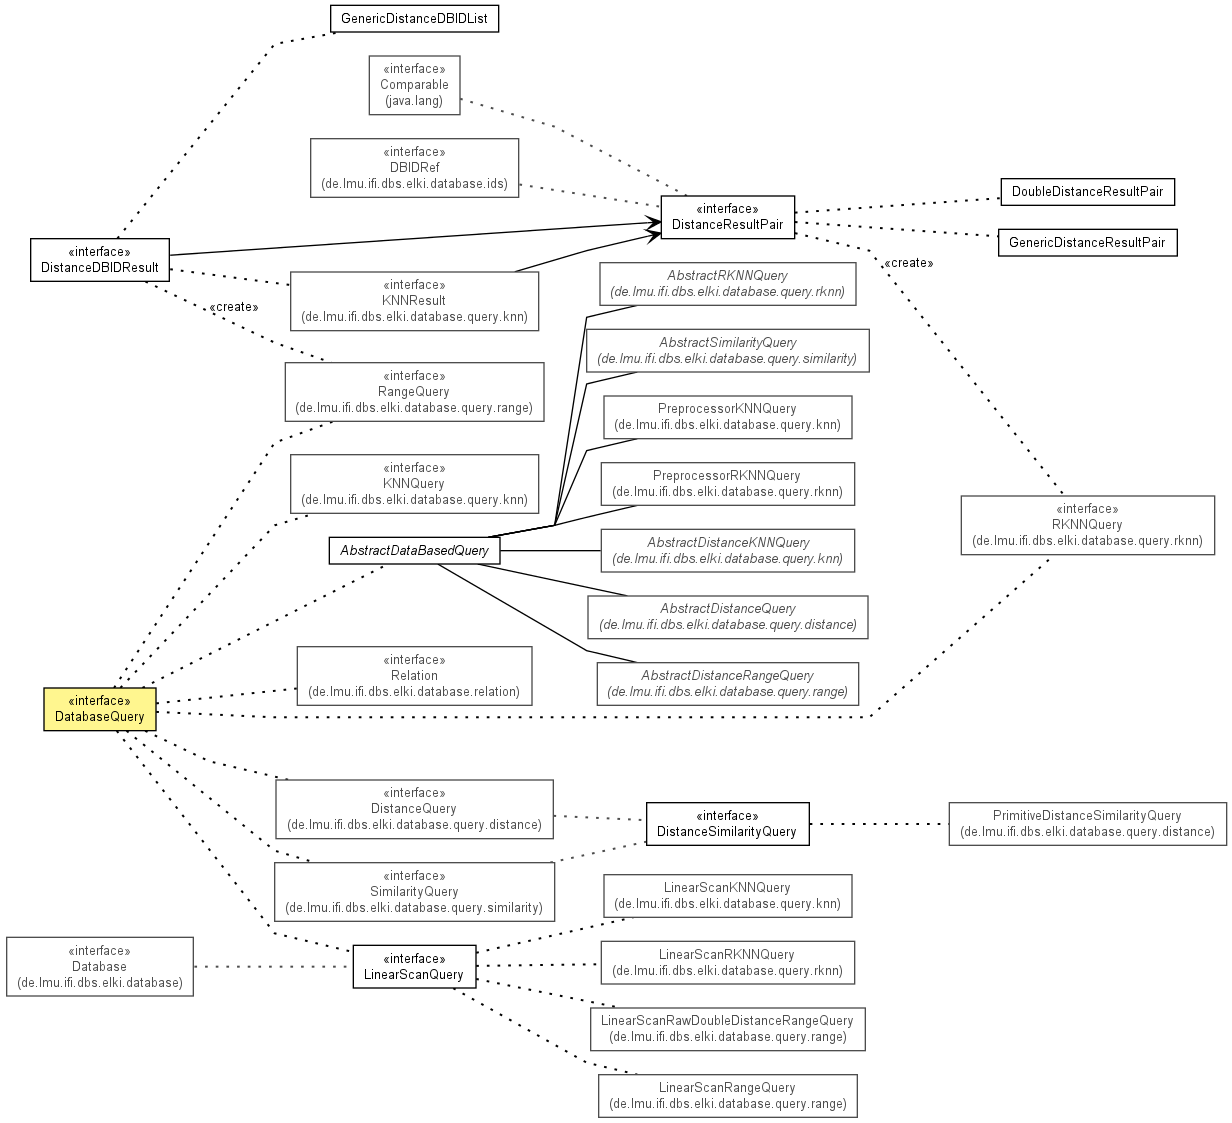 GenericDistanceDBIDList
«interface»
Comparable
(java.lang)
«interface»
DBIDRef
(de.lmu.ifi.dbs.elki.database.ids)
«interface»
DistanceResultPair
DoubleDistanceResultPair
GenericDistanceResultPair
«interface»
DistanceDBIDResult
«create»
«create»
«interface»
KNNResult
(de.lmu.ifi.dbs.elki.database.query.knn)
AbstractRKNNQuery
(de.lmu.ifi.dbs.elki.database.query.rknn)
AbstractSimilarityQuery
(de.lmu.ifi.dbs.elki.database.query.similarity)
«interface»
RangeQuery
(de.lmu.ifi.dbs.elki.database.query.range)
PreprocessorKNNQuery
(de.lmu.ifi.dbs.elki.database.query.knn)
«interface»
KNNQuery
(de.lmu.ifi.dbs.elki.database.query.knn)
PreprocessorRKNNQuery
(de.lmu.ifi.dbs.elki.database.query.rknn)
«interface»
RKNNQuery
(de.lmu.ifi.dbs.elki.database.query.rknn)
AbstractDataBasedQuery
AbstractDistanceKNNQuery
(de.lmu.ifi.dbs.elki.database.query.knn)
AbstractDistanceQuery
(de.lmu.ifi.dbs.elki.database.query.distance)
«interface»
Relation
(de.lmu.ifi.dbs.elki.database.relation)
AbstractDistanceRangeQuery
(de.lmu.ifi.dbs.elki.database.query.range)
«interface»
DatabaseQuery
«interface»
DistanceQuery
(de.lmu.ifi.dbs.elki.database.query.distance)
«interface»
DistanceSimilarityQuery
PrimitiveDistanceSimilarityQuery
(de.lmu.ifi.dbs.elki.database.query.distance)
«interface»
SimilarityQuery
(de.lmu.ifi.dbs.elki.database.query.similarity)
LinearScanKNNQuery
(de.lmu.ifi.dbs.elki.database.query.knn)
«interface»
Database
(de.lmu.ifi.dbs.elki.database)
«interface»
LinearScanQuery
LinearScanRKNNQuery
(de.lmu.ifi.dbs.elki.database.query.rknn)
LinearScanRawDoubleDistanceRangeQuery
(de.lmu.ifi.dbs.elki.database.query.range)
LinearScanRangeQuery
(de.lmu.ifi.dbs.elki.database.query.range)